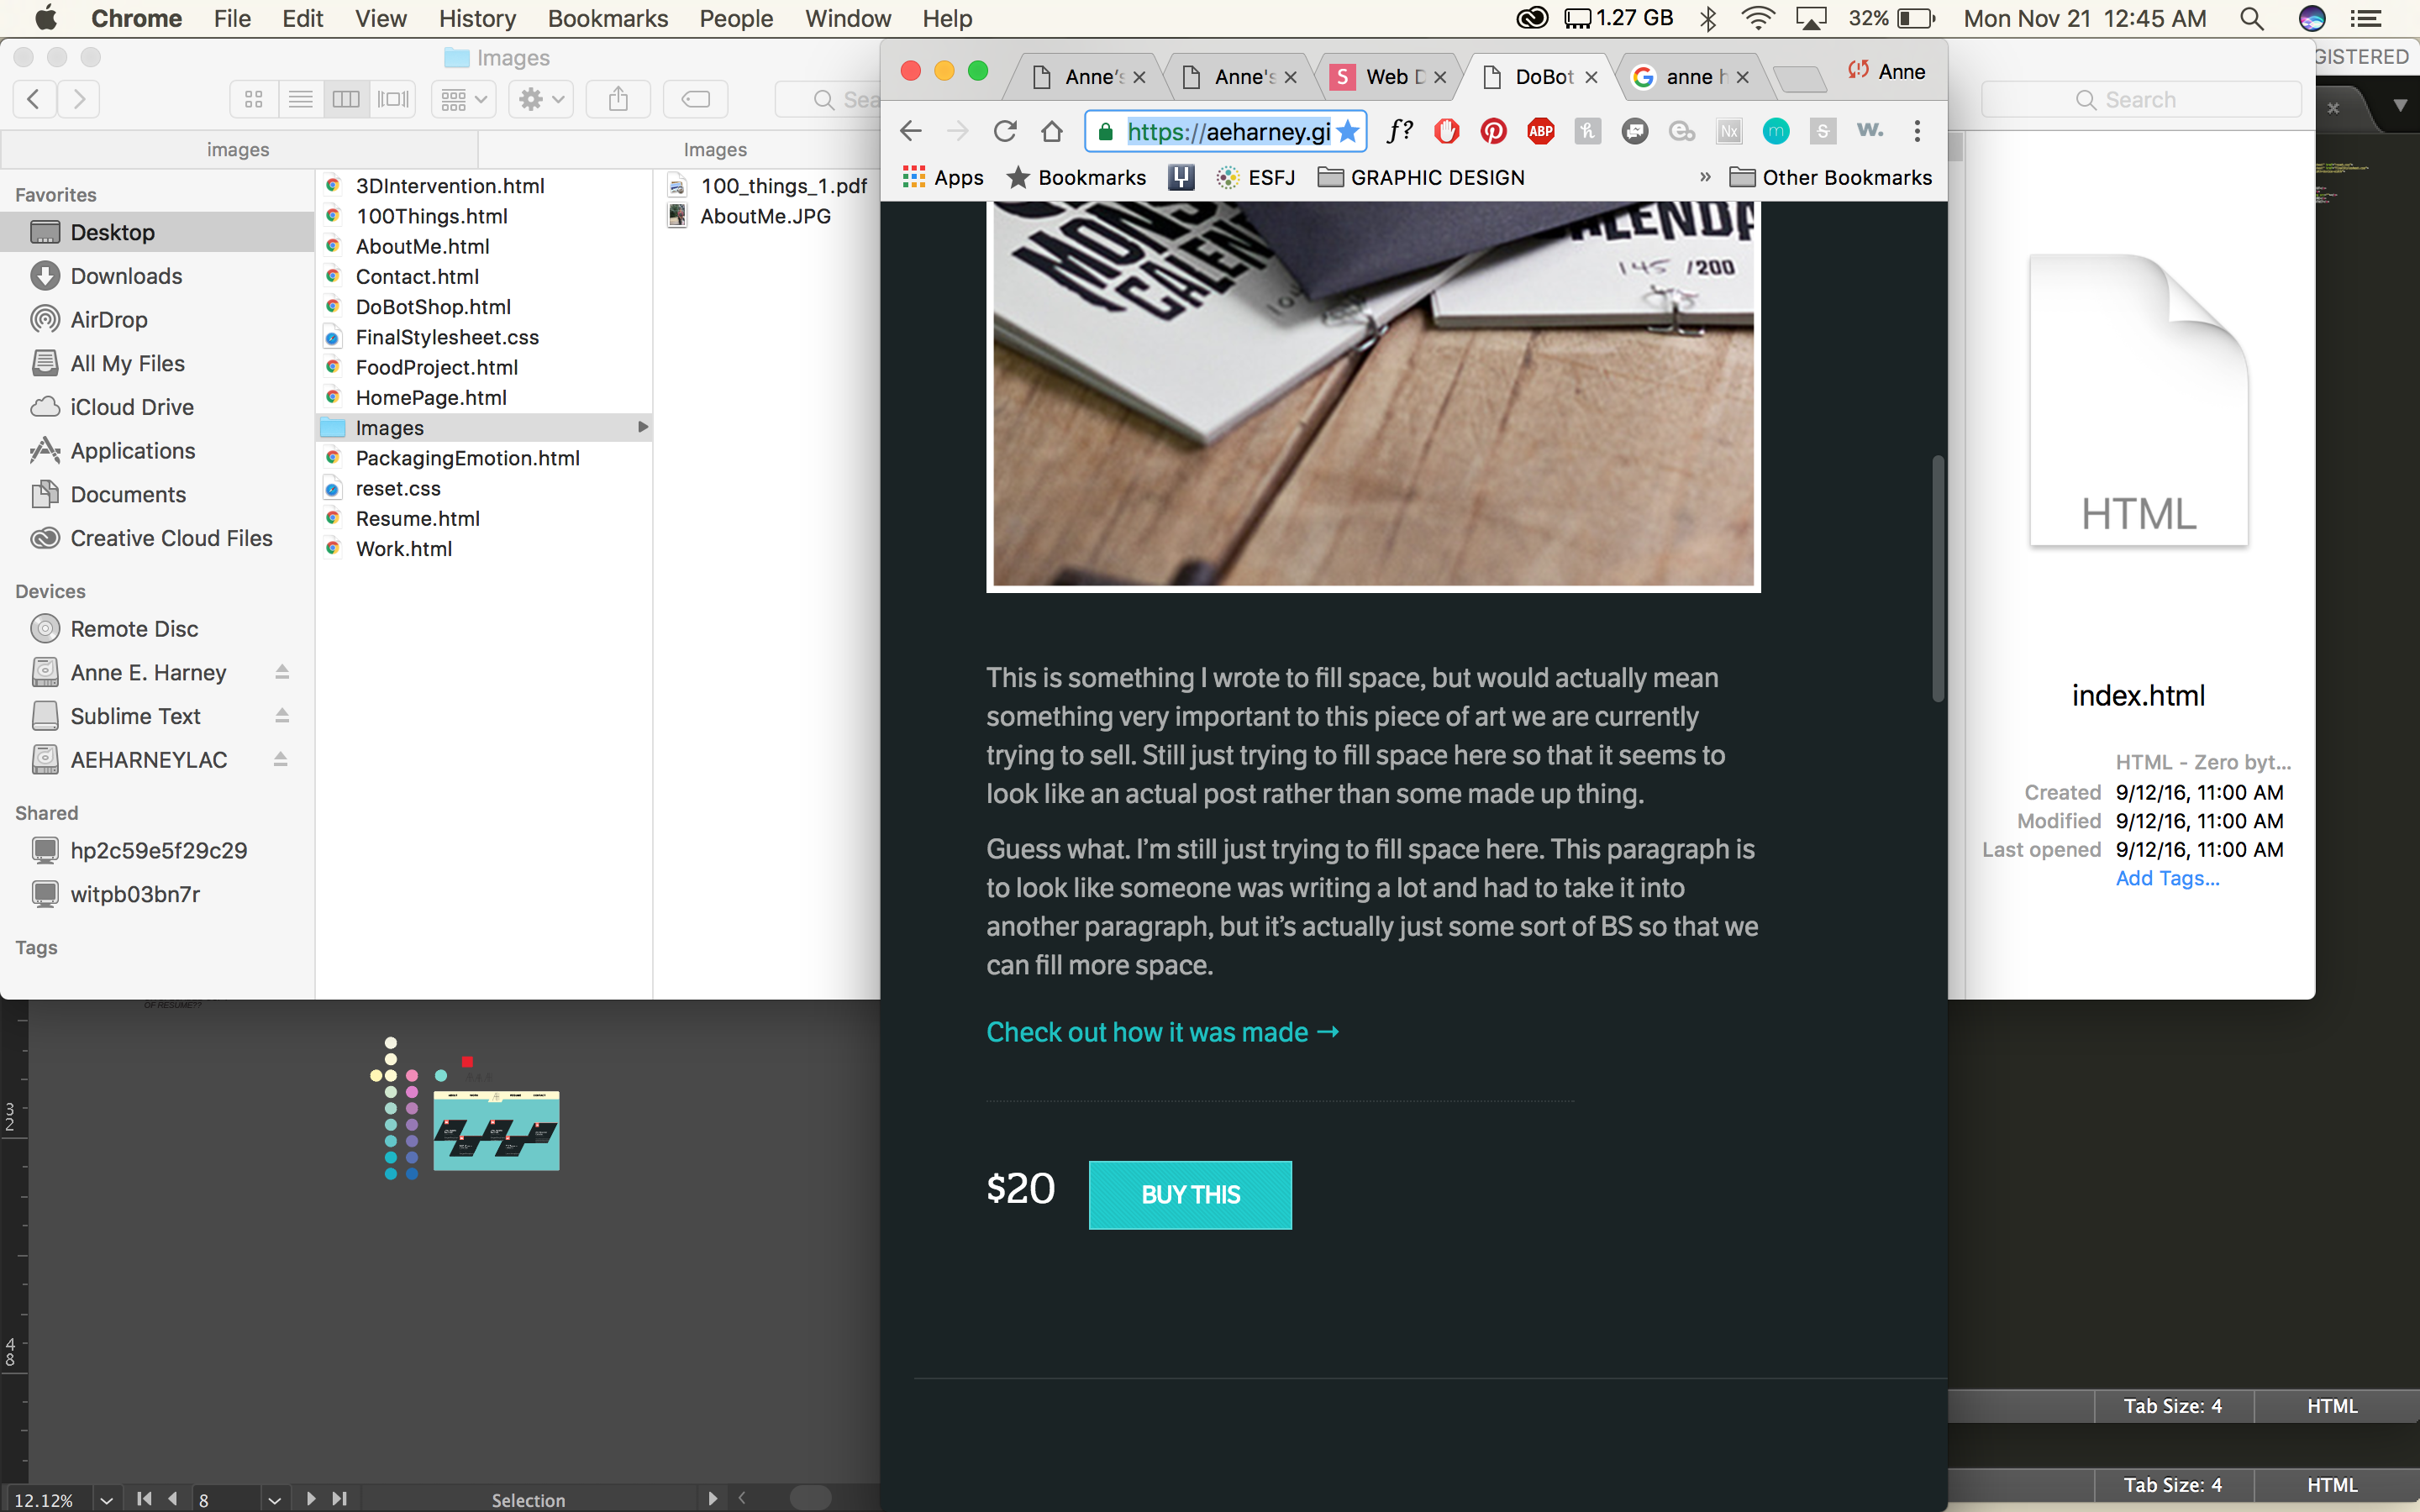 Chrome File Edit View History Bookmarks People Window Help 1.27 GB 32% Mon Nov 21 12:45 AM
Images
Sea
images Images
Favorites
Desktop
Downloads
AirDrop
All My Files
iCloud Drive
Applications
Documents
Creative Cloud Files
Devices
Remote Disc
Anne E. Harney
Sublime Text
AEHARNEYLAC
Shared
hp2c59e5f29c29
witpb03bn7r
Tags
3DIntervention.html
100Things.html
AboutMe.html
Contact.html
DoBotShop.html
FinalStylesheet.css
FoodProject.html
HomePage.html
Images
PackagingEmotion.html
reset.css
Resume.html
Work.html
100_things_1.pdf
AboutMe.JPG
Anne's Anne's S Web D DoBot G anne h Anne
https://aeharney.gi f? ABP h Nx m S w.
Apps Bookmarks ESFJ GRAPHIC DESIGN » Other Bookmarks
MONS
CALEN
CALENDA
145 /200
This is something I wrote to fill space, but would actually mean
something very important to this piece of art we are currently
trying to sell. Still just trying to fill space here so that it seems to
look like an actual post rather than some made up thing.
Guess what. I’m still just trying to fill space here. This paragraph is
to look like someone was writing a lot and had to take it into
another paragraph, but it’s actually just some sort of BS so that we
can fill more space.
Check out how it was made →
$20 BUY THIS
GISTERED
Search
HTML
index.html
HTML - Zero byt...
Created 9/12/16, 11:00 AM
Modified 9/12/16, 11:00 AM
Last opened 9/12/16, 11:00 AM
Add Tags...
OF RESUME??
3
2
4
8
12.12% 8 Selection
Tab Size: 4 HTML
Tab Size: 4 HTML